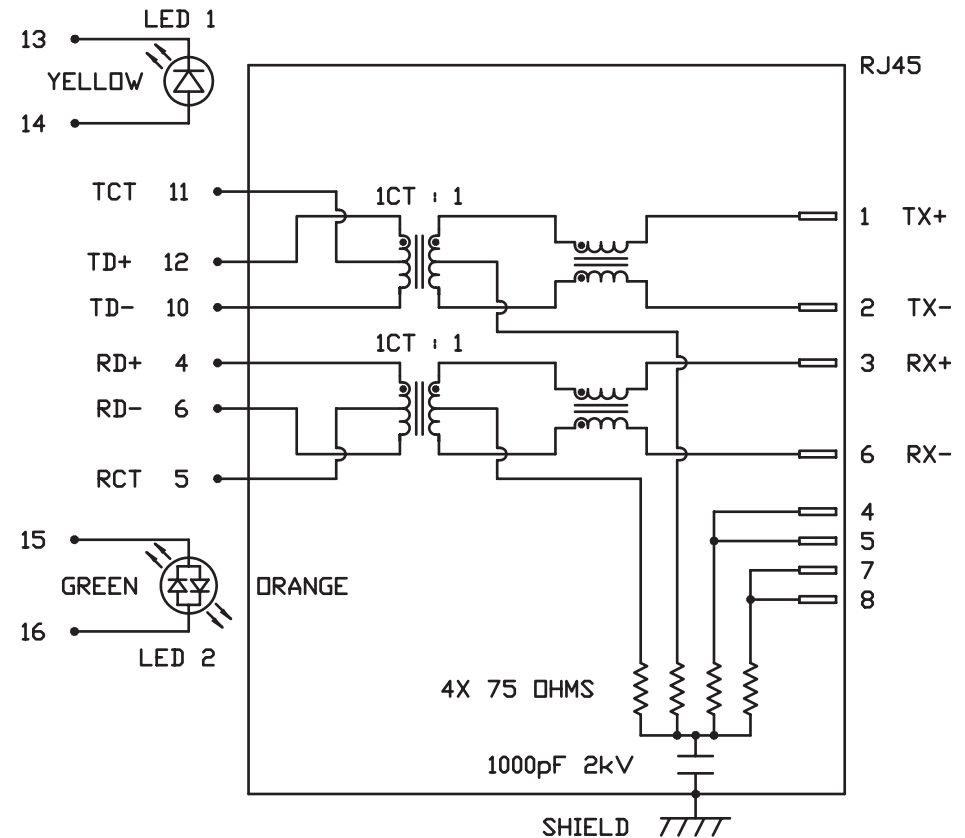 LED 1
13
YELLOW
14
RJ45
TCT 11
1CT : 1
1 TX+
TD+ 12
TD- 10
2 TX-
1CT : 1
RD+ 4
3 RX+
RD- 6
RCT 5
6 RX-
4
5
7
8
15
GREEN
ORANGE
16
LED 2
4X 75 OHMS
1000pF 2kV
SHIELD